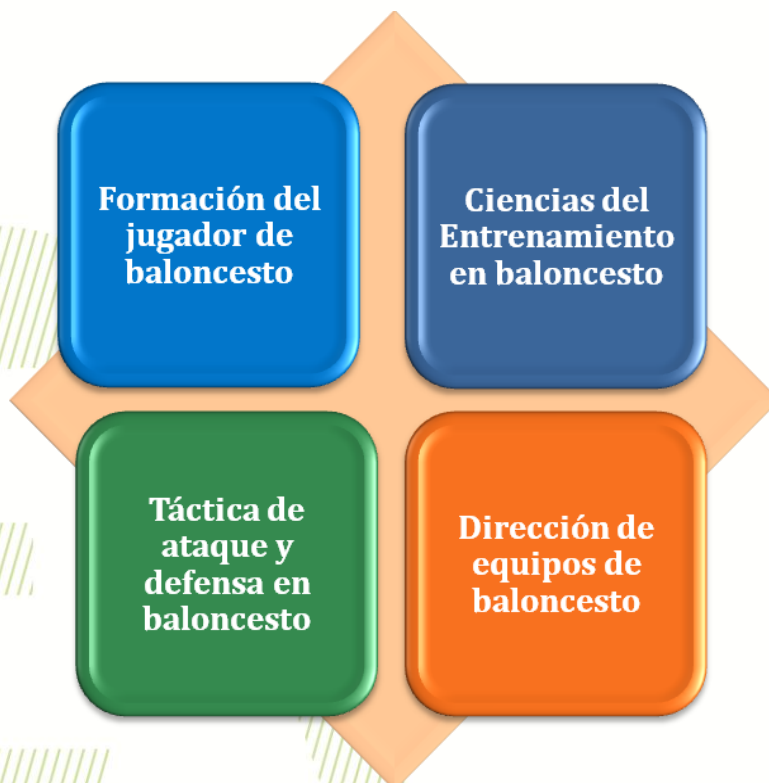 Formación del
jugador de
baloncesto
Ciencias del
Entrenamiento
en baloncesto
Táctica de
ataque y
defensa en
baloncesto
Dirección de
equipos de
baloncesto